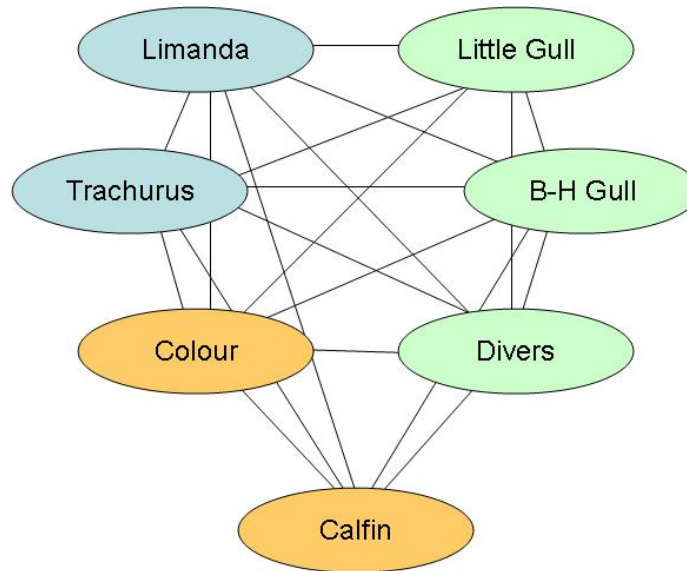 Limanda
Little Gull
Trachurus
B-H Gull
Colour
Divers
Calfin